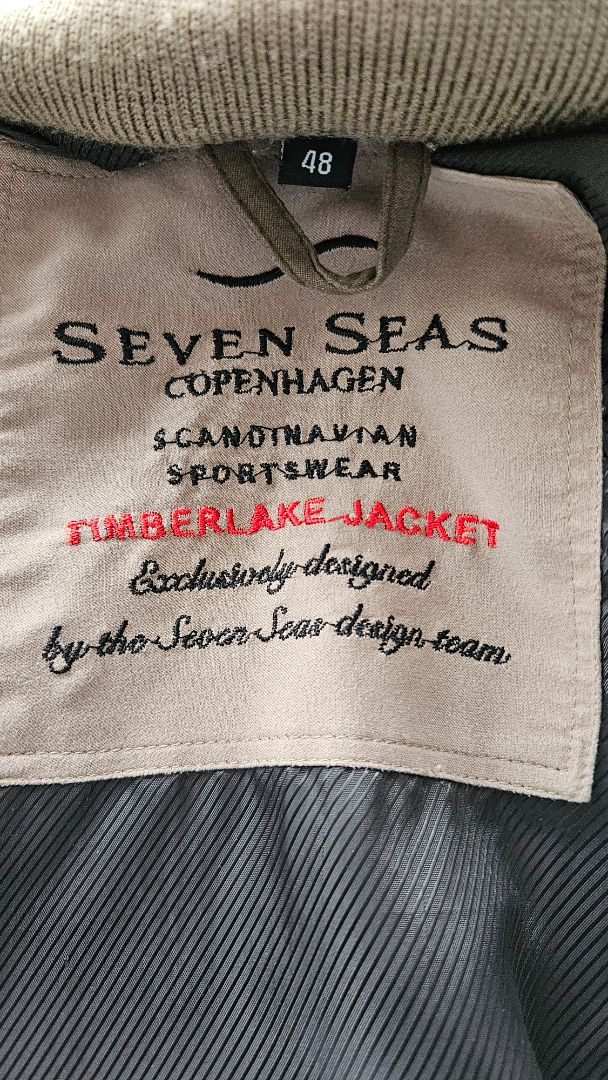 48
SEVEN SEAS
COPENHAGEN
SCANDINAVIAN
SPORTSWEAR
TIMBERLAKE JACKET
Exclusively designed
by the Seven Seas design team